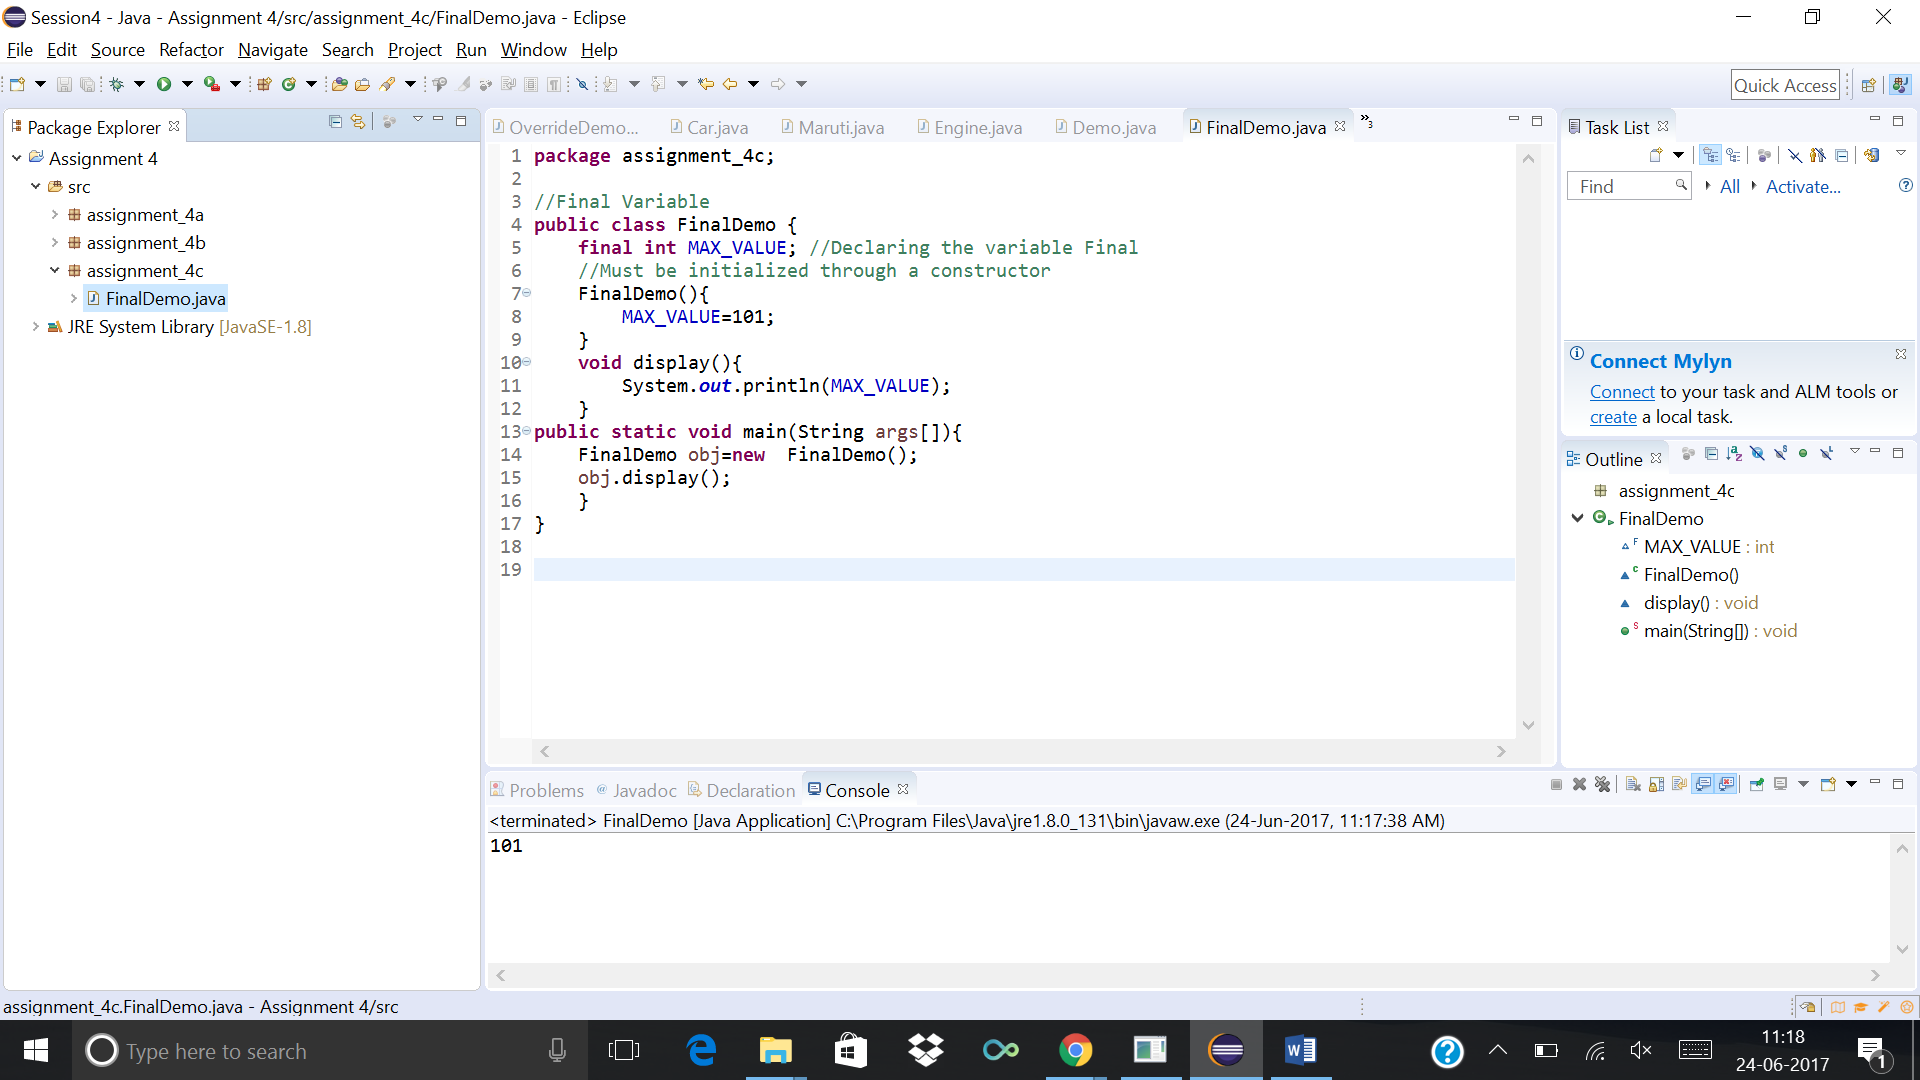 Session4 - Java - Assignment 4/src/assignment_4c/FinalDemo.java - Eclipse
File Edit Source Refactor Navigate Search Project Run Window Help
Quick Access
Package Explorer
Assignment 4
src
assignment_4a
assignment_4b
assignment_4c
FinalDemo.java
JRE System Library [JavaSE-1.8]
OverrideDemo... Car.java Maruti.java Engine.java Demo.java FinalDemo.java »3
1 package assignment_4c;
2
3 //Final Variable
4 public class FinalDemo {
5 final int MAX_VALUE; //Declaring the variable Final
6 //Must be initialized through a constructor
7 FinalDemo(){
8 MAX_VALUE=101;
9 }
10 void display(){
11 System.out.println(MAX_VALUE);
12 }
13 public static void main(String args[]){
14 FinalDemo obj=new  FinalDemo();
15 obj.display();
16 }
17 }
18
19
Task List
Find All Activate...
Connect Mylyn
Connect to your task and ALM tools or
create a local task.
Outline
assignment_4c
FinalDemo
MAX_VALUE : int
FinalDemo()
display() : void
main(String[]) : void
Problems @ Javadoc Declaration Console
<terminated> FinalDemo [Java Application] C:\Program Files\Java\jre1.8.0_131\bin\javaw.exe (24-Jun-2017, 11:17:38 AM)
101
assignment_4c.FinalDemo.java - Assignment 4/src
Type here to search
11:18
24-06-2017
1